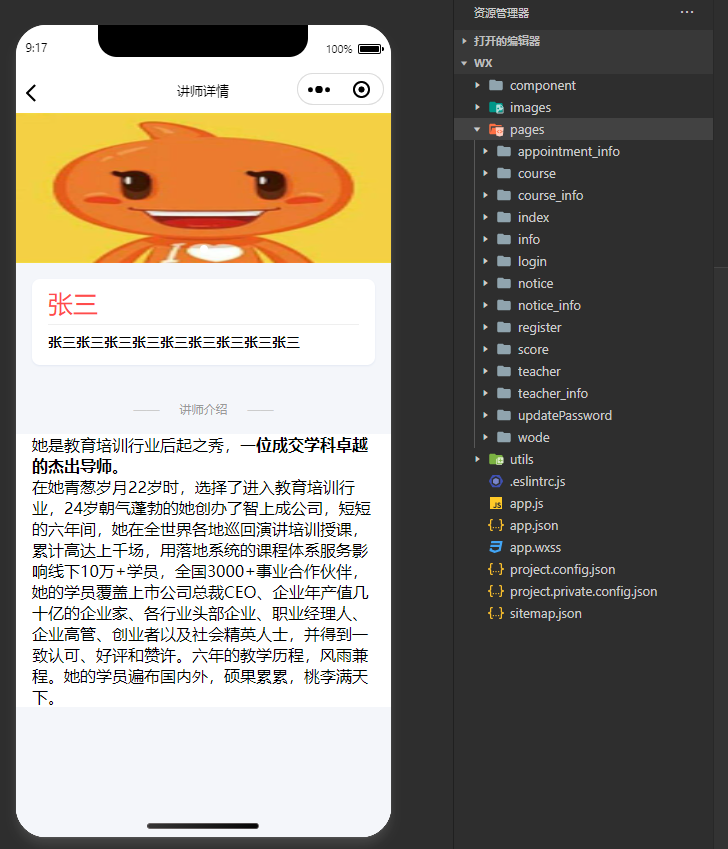 9:17
100%
讲师详情
I
张三
张三张三张三张三张三张三张三张三张三
讲师介绍
她是教育培训行业后起之秀，一位成交学科卓越
的杰出导师。
在她青葱岁月22岁时，选择了进入教育培训行
业，24岁朝气蓬勃的她创办了智上成公司，短短
的六年间，她在全世界各地巡回演讲培训授课，
累计高达上千场，用落地系统的课程体系服务影
响线下10万+学员，全国3000+事业合作伙伴，
她的学员覆盖上市公司总裁CEO、企业年产值几
十亿的企业家、各行业头部企业、职业经理人、
企业高管、创业者以及社会精英人士，并得到一
致认可、好评和赞许。六年的教学历程，风雨兼
程。她的学员遍布国内外，硕果累累，桃李满天
下。
资源管理器
打开的编辑器
WX
component
images
pages
appointment_info
course
course_info
index
info
login
notice
notice_info
register
score
teacher
teacher_info
updatePassword
wode
utils
.eslintrc.js
JS app.js
{..} app.json
app.wxss
{..} project.config.json
{..} project.private.config.json
{..} sitemap.json